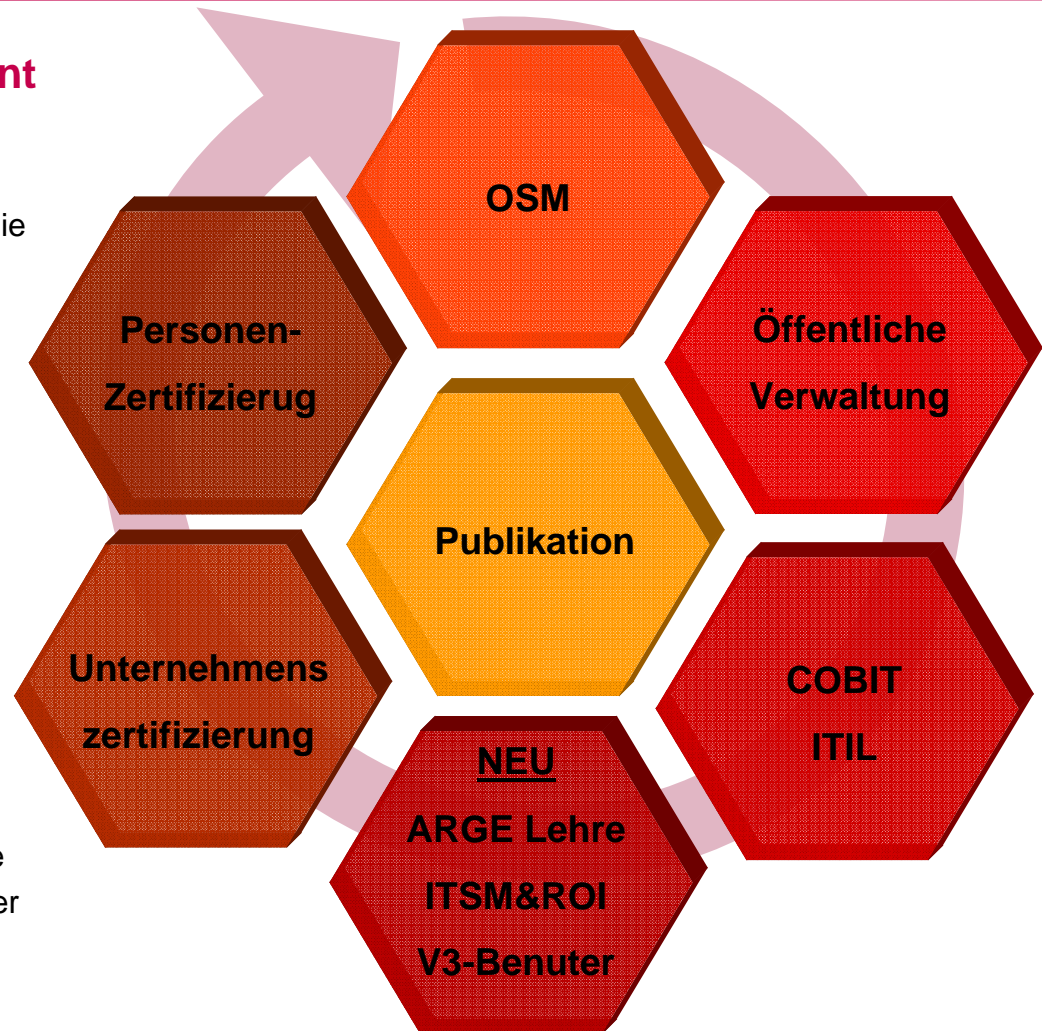 nt
ie
e
er
OSM
Öffentliche
Verwaltung
COBIT
ITIL
NEU
ARGE Lehre
ITSM&ROI
V3-Benuter
Unternehmens
zertifizierung
Personen-
Zertifizierug
Publikation